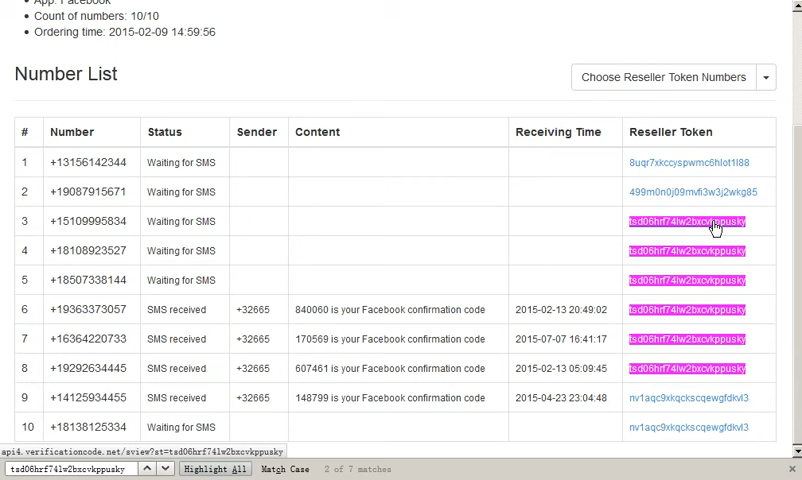 App: Facebook
Count of numbers: 10/10
Ordering time: 2015-02-09 14:59:56
Number List
Choose Reseller Token Numbers
# Number Status Sender Content Receiving Time Reseller Token
1 +13156142344 Waiting for SMS 8uqr7xkccyspwmc6hlot1l88
2 +19087915671 Waiting for SMS 499m0n0j09mvfi3w3j2wkg85
3 +15109995834 Waiting for SMS tsd06hrf74lw2bxcvkppusky
4 +18108923527 Waiting for SMS tsd06hrf74lw2bxcvkppusky
5 +18507338144 Waiting for SMS tsd06hrf74lw2bxcvkppusky
6 +19363373057 SMS received +32665 840060 is your Facebook confirmation code 2015-02-13 20:49:02 tsd06hrf74lw2bxcvkppusky
7 +16364220733 SMS received +32665 170569 is your Facebook confirmation code 2015-07-07 16:41:17 tsd06hrf74lw2bxcvkppusky
8 +19292634445 SMS received +32665 607461 is your Facebook confirmation code 2015-02-13 05:09:45 tsd06hrf74lw2bxcvkppusky
9 +14125934455 SMS received +32665 148799 is your Facebook confirmation code 2015-04-23 23:04:48 nv1aqc9xkqckscqewgfdkvl3
10 +18138125334 Waiting for SMS nv1aqc9xkqckscqewgfdkvl3
api4.verificationcode.net/sview?st=tsd06hrf74lw2bxcvkppusky
tsd06hrf74lw2bxcvkppusky Highlight All Match Case 2 of 7 matches